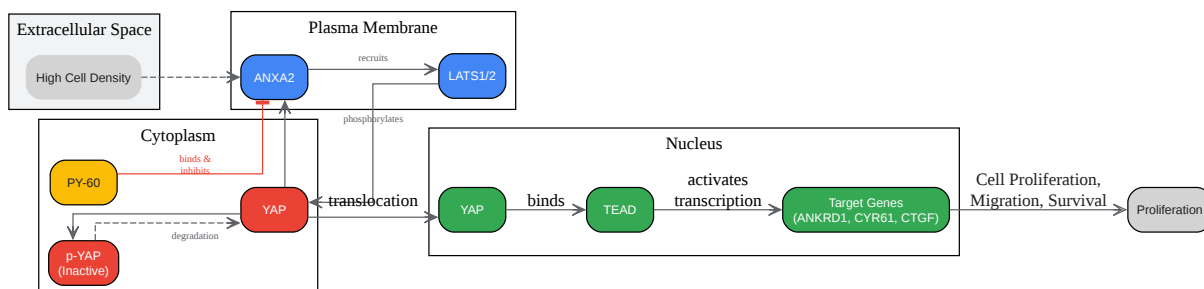 Extracellular Space
High Cell Density
Plasma Membrane
ANXA2
recruits
LATS1/2
phosphorylates
Cytoplasm
binds &
inhibits
PY-60
YAP
translocation
degradation
p-YAP
(Inactive)
Nucleus
YAP
binds
TEAD
activates
transcription
Target Genes
(ANKRD1, CYR61, CTGF)
Cell Proliferation,
Migration, Survival
Proliferation